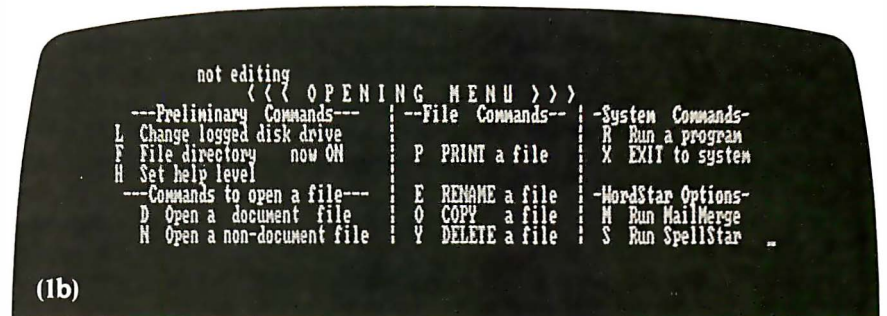 not editing
< < < O P E N I N G   M E N U > > >
---Preliminary Commands--- | --File Commands-- | -System Commands-
L Change logged disk drive | | R Run a program
F File directory now ON | P PRINT a file | X EXIT to system
H Set help level | |
---Commands to open a file--- | E RENAME a file | -WordStar Options-
D Open a document file | O COPY a file | M Run MailMerge
N Open a non-document file | Y DELETE a file | S Run SpellStar
(1b)